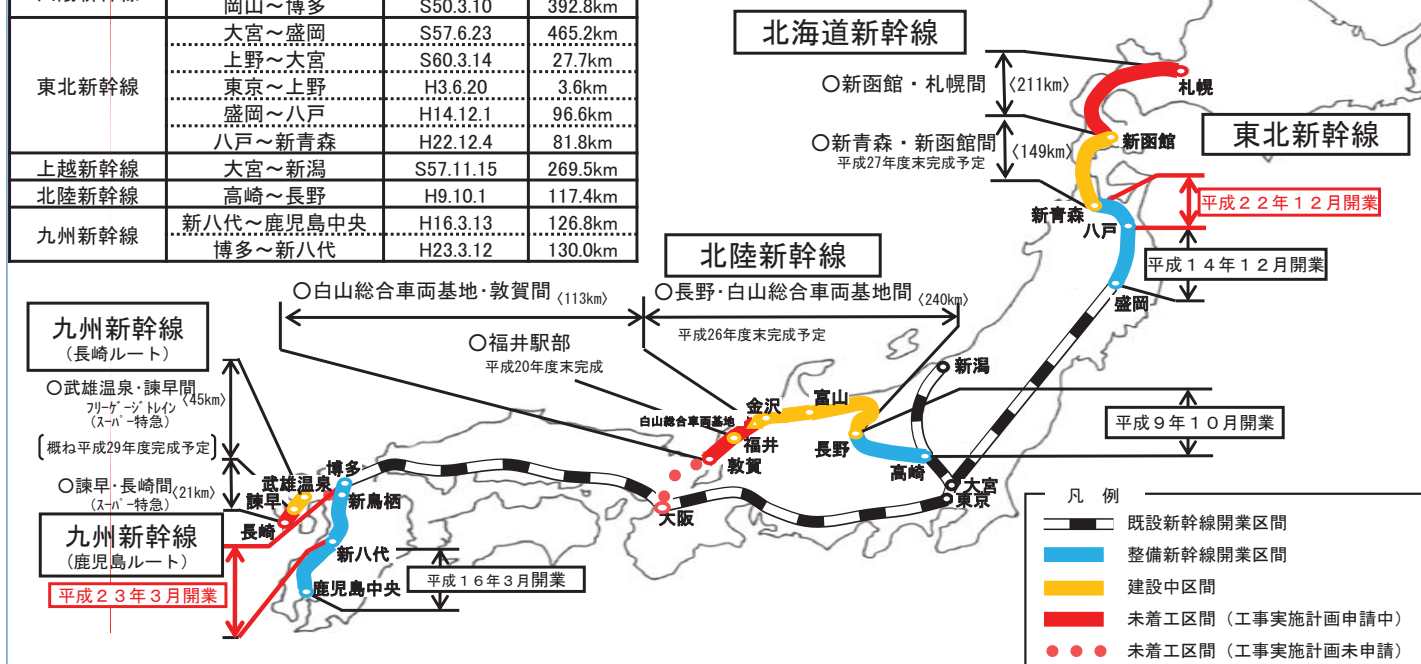 岡山～博多 S50.3.10 392.8km
東北新幹線
大宮～盛岡 S57.6.23 465.2km
上野～大宮 S60.3.14 27.7km
東京～上野 H3.6.20 3.6km
盛岡～八戸 H14.12.1 96.6km
八戸～新青森 H22.12.4 81.8km
上越新幹線 大宮～新潟 S57.11.15 269.5km
北陸新幹線 高崎～長野 H9.10.1 117.4km
九州新幹線
新八代～鹿児島中央 H16.3.13 126.8km
博多～新八代 H23.3.12 130.0km
北海道新幹線
○新函館・札幌間 〈211km〉
札幌
新函館
○新青森・新函館間 〈149km〉
平成27年度末完成予定
東北新幹線
新青森
八戸
平成22年12月開業
平成14年12月開業
盛岡
北陸新幹線
○白山総合車両基地・敦賀間 〈113km〉
○長野・白山総合車両基地間 〈240km〉
平成26年度末完成予定
○福井駅部
平成20年度末完成
新潟
富山
金沢
白山総合車両基地
福井
敦賀
長野
高崎
平成9年10月開業
大宮
東京
大阪
九州新幹線
（長崎ルート）
○武雄温泉・諫早間 〈45km〉
フリーゲージトレイン
（スーパー特急）
〔概ね平成29年度完成予定〕
○諫早・長崎間 〈21km〉
（スーパー特急）
博多
武雄温泉
新鳥栖
諫早
長崎
九州新幹線
（鹿児島ルート）
新八代
平成23年3月開業
鹿児島中央
平成16年3月開業
凡 例
既設新幹線開業区間
整備新幹線開業区間
建設中区間
未着工区間（工事実施計画申請中）
未着工区間（工事実施計画未申請）